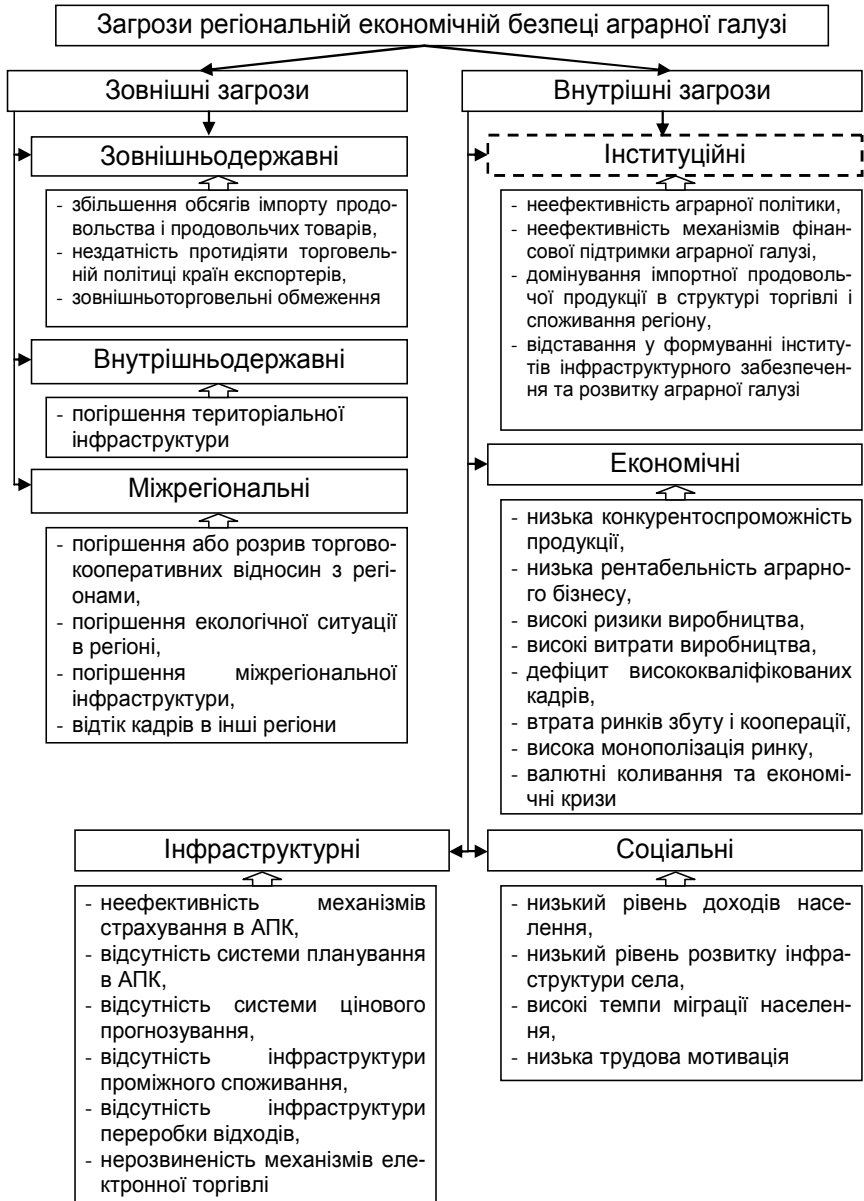 Загрози регіональній економічній безпеці аграрної галузі
Зовнішні загрози
Зовнішньодержавні
- збільшення обсягів імпорту продо-
вольства і продовольчих товарів,
- нездатність протидіяти торговель-
ній політиці країн експортерів,
- зовнішньоторговельні обмеження
Внутрішньодержавні
- погіршення територіальної
інфраструктури
Міжрегіональні
- погіршення або розрив торгово-
кооперативних відносин з регі-
онами,
- погіршення екологічної ситуації
в регіоні,
- погіршення міжрегіональної
інфраструктури,
- відтік кадрів в інші регіони
Внутрішні загрози
Інституційні
- неефективність аграрної політики,
- неефективність механізмів фінан-
сової підтримки аграрної галузі,
- домінування імпортної продоволь-
чої продукції в структурі торгівлі і
споживання регіону,
- відставання у формуванні інститу-
тів інфраструктурного забезпечен-
ня та розвитку аграрної галузі
Економічні
- низька конкурентоспроможність
продукції,
- низька рентабельність аграрно-
го бізнесу,
- високі ризики виробництва,
- високі витрати виробництва,
- дефіцит висококваліфікованих
кадрів,
- втрата ринків збуту і кооперації,
- висока монополізація ринку,
- валютні коливання та економі-
чні кризи
Інфраструктурні
- неефективність механізмів
страхування в АПК,
- відсутність системи планування
в АПК,
- відсутність системи цінового
прогнозування,
- відсутність інфраструктури
проміжного споживання,
- відсутність інфраструктури
переробки відходів,
- нерозвиненість механізмів еле-
ктронної торгівлі
Соціальні
- низький рівень доходів насе-
лення,
- низький рівень розвитку інфра-
структури села,
- високі темпи міграції населен-
ня,
- низька трудова мотивація